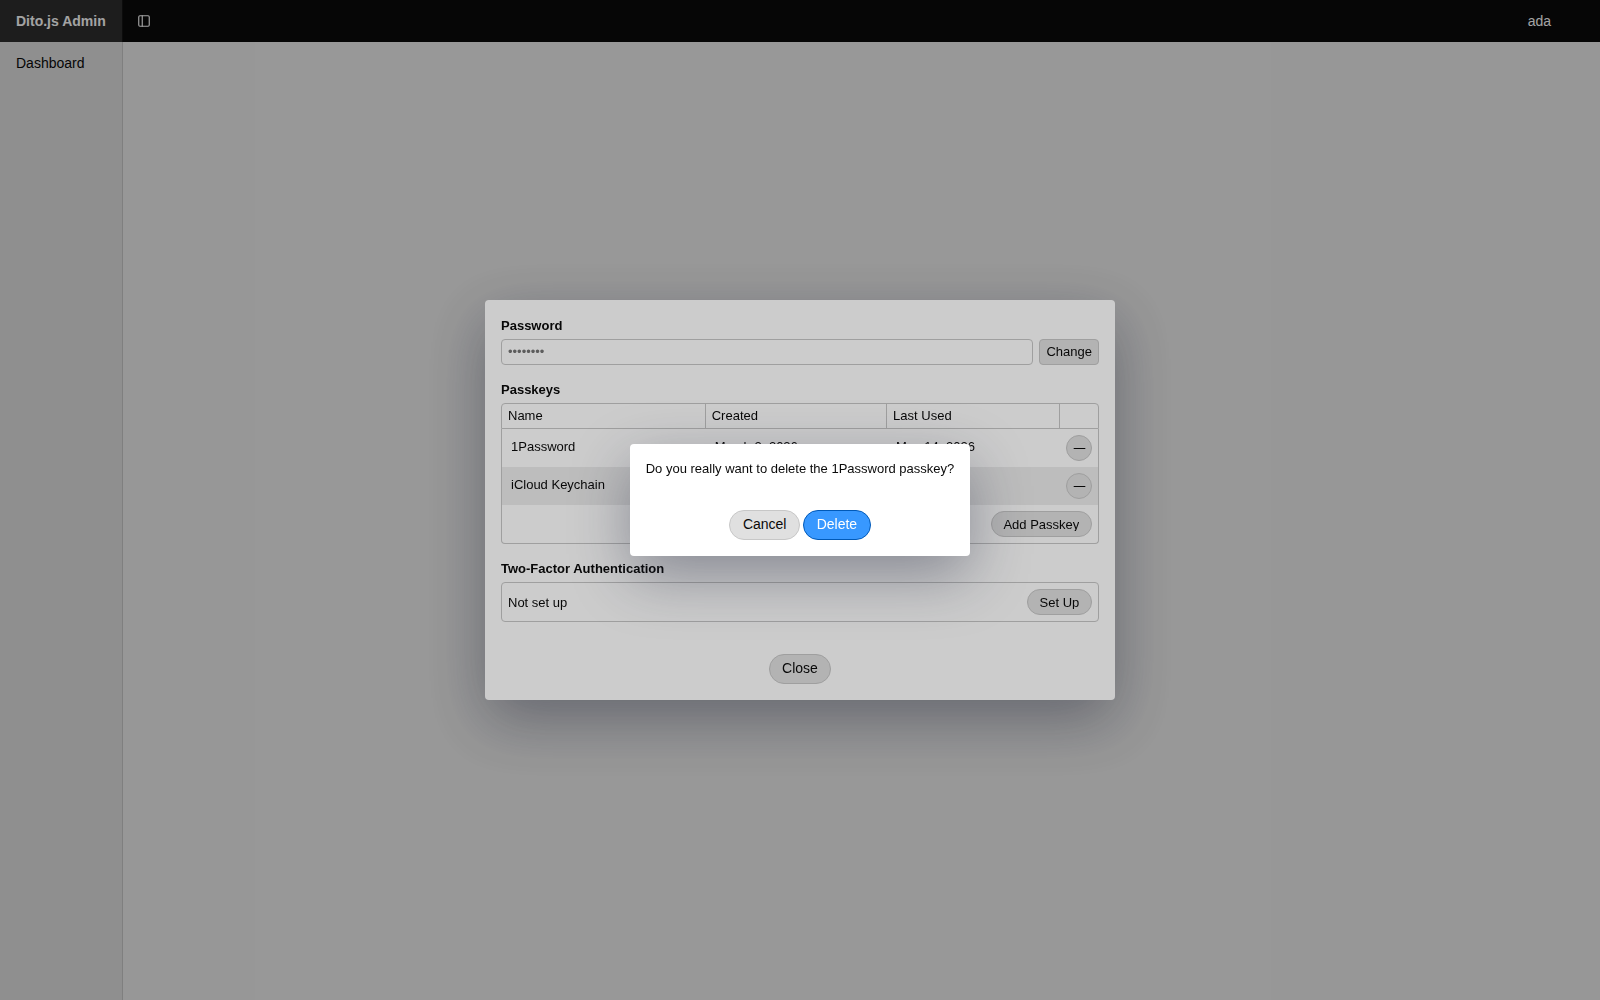 Dito.js Admin
ada
Dashboard
Password
••••••••
Change
Passkeys
Name Created Last Used
1Password
iCloud Keychain
Add Passkey
Do you really want to delete the 1Password passkey?
Cancel Delete
Two-Factor Authentication
Not set up
Set Up
Close